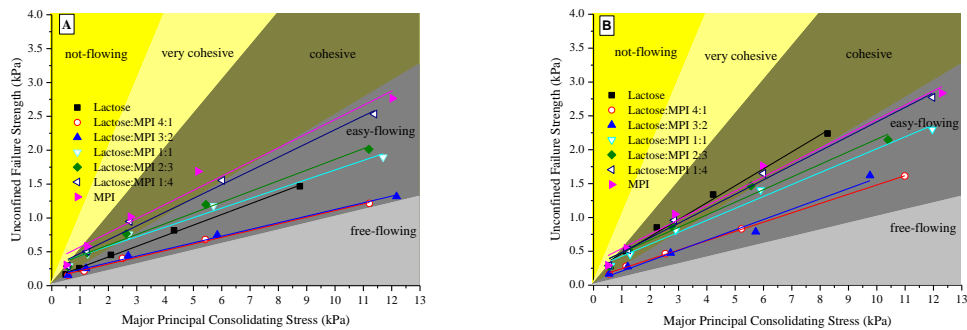 A
4.0
3.5
3.0
2.5
2.0
1.5
1.0
0.5
0.0
Unconfined Failure Strength (kPa)
not-flowing
very cohesive
cohesive
easy-flowing
free-flowing
Lactose
Lactose:MPI 4:1
Lactose:MPI 3:2
Lactose:MPI 1:1
Lactose:MPI 2:3
Lactose:MPI 1:4
MPI
0 1 2 3 4 5 6 7 8 9 10 11 12 13
Major Principal Consolidating Stress (kPa)
B
4.0
3.5
3.0
2.5
2.0
1.5
1.0
0.5
0.0
Unconfined Failure Strength (kPa)
not-flowing
very cohesive
cohesive
easy-flowing
free-flowing
Lactose
Lactose:MPI 4:1
Lactose:MPI 3:2
Lactose:MPI 1:1
Lactose:MPI 2:3
Lactose:MPI 1:4
MPI
0 1 2 3 4 5 6 7 8 9 10 11 12 13
Major Principal Consolidating Stress (kPa)